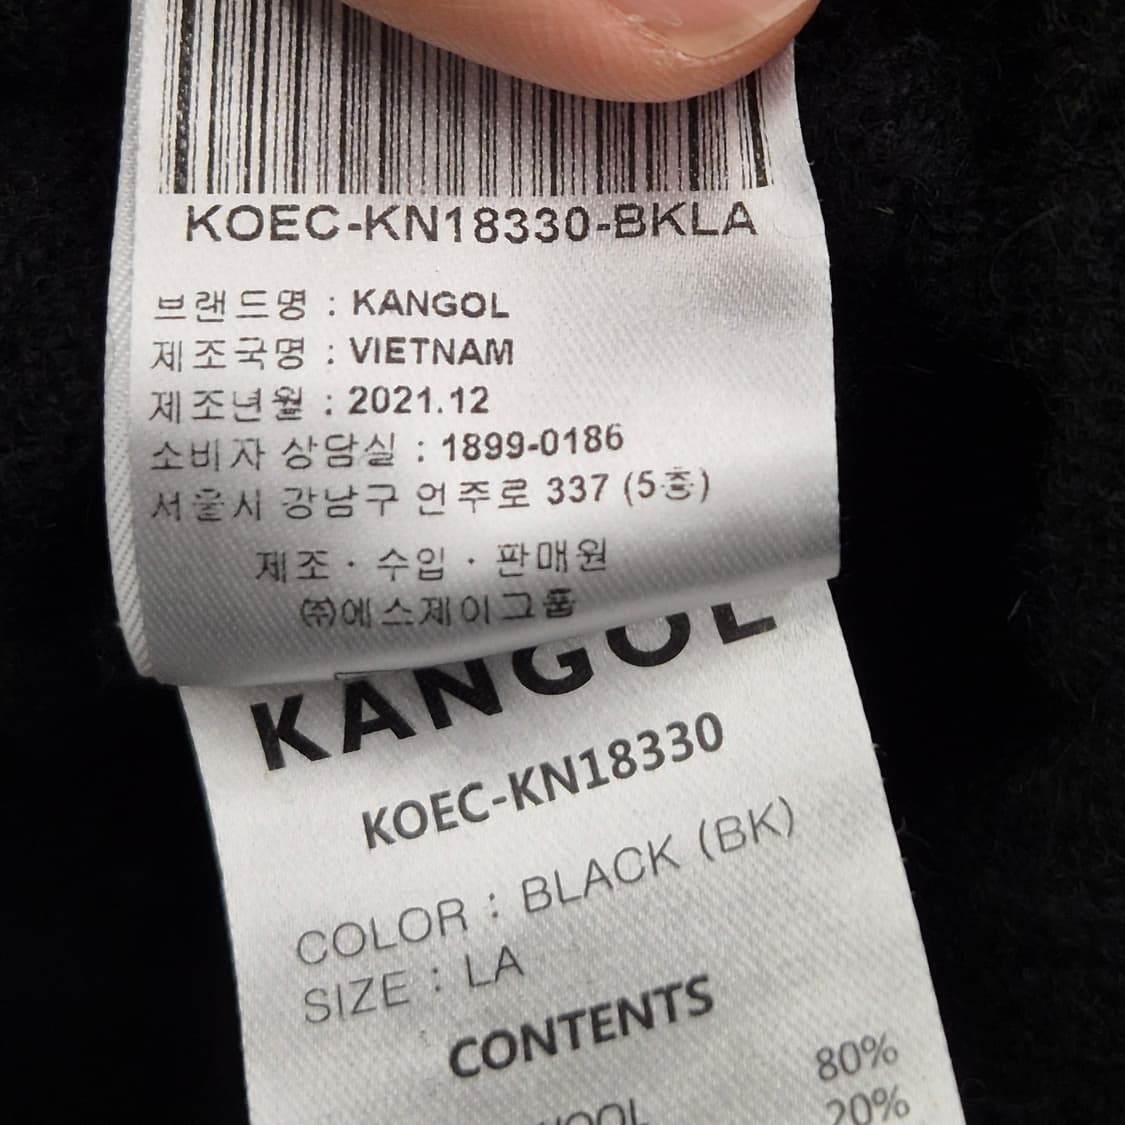 KOEC-KN18330-BKLA
브랜드명 : KANGOL
제조국명 : VIETNAM
제조년월 : 2021.12
소비자 상담실 : 1899-0186
서울시 강남구 언주로 337 (5층)
제조 · 수입 · 판매원
㈜에스제이그룹
KANGOL
KOEC-KN18330
COLOR : BLACK (BK)
SIZE : LA
CONTENTS
80%
WOOL 20%